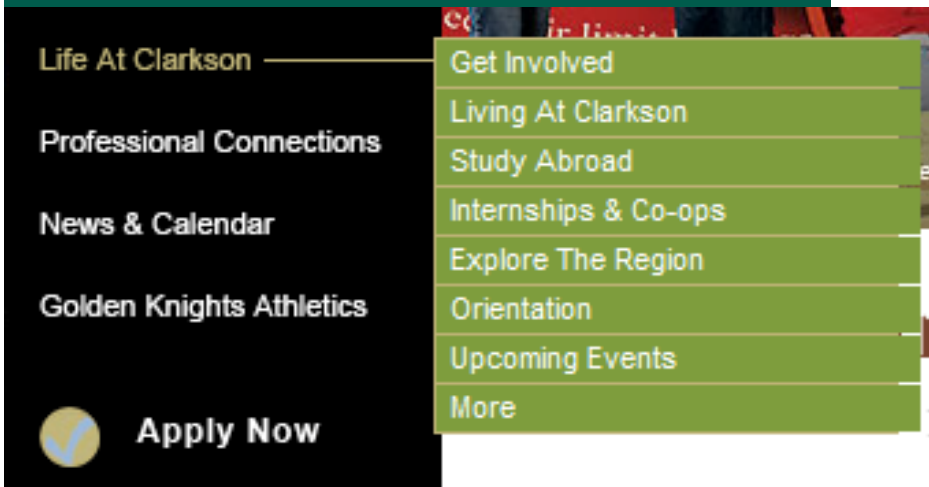 Life At Clarkson
Professional Connections
News & Calendar
Golden Knights Athletics
Apply Now
Get Involved
Living At Clarkson
Study Abroad
Internships & Co-ops
Explore The Region
Orientation
Upcoming Events
More